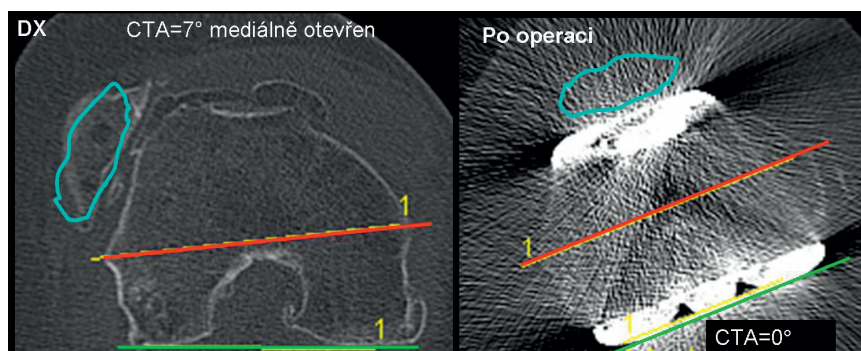 DX
CTA=7° mediálně otevřen
1
1
Po operaci
1
1
CTA=0°